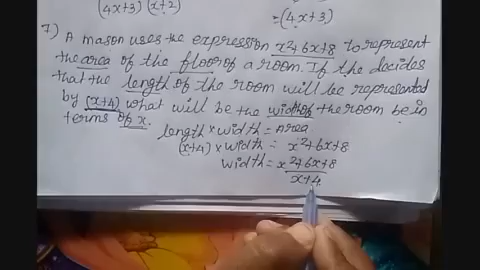 (4x+3) (x+2)
=(4x+3)
7.) A mason uses the expression x²+6x+8 to represent
the area of the floor of a room. If the decides
that the length of the room will be represented
by (x+4) what will be the width of the room be in
terms of x.
length × width = area
(x+4) × width = x²+6x+8
width = x²+6x+8
x+4